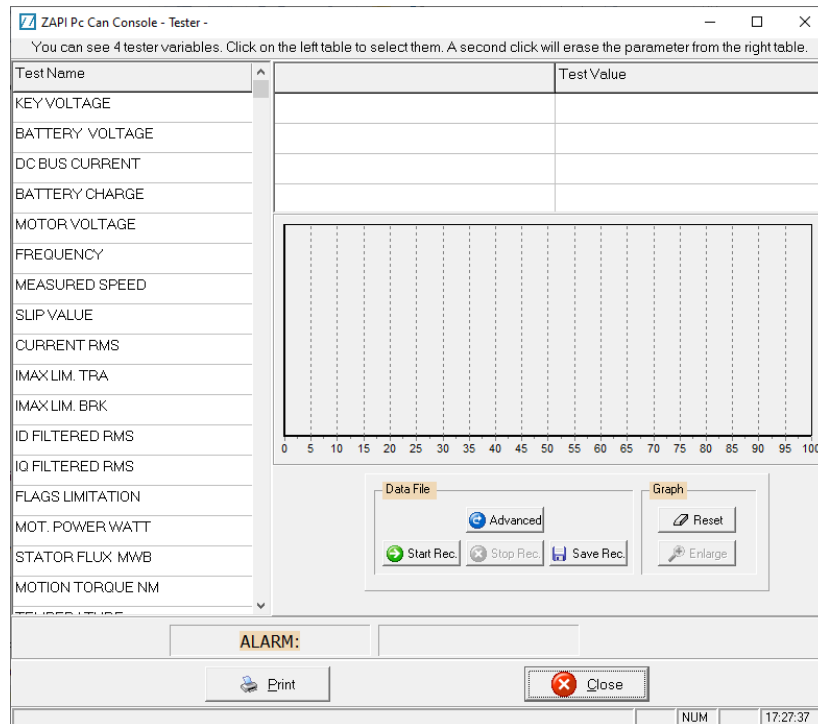 ZAPI Pc Can Console - Tester -
You can see 4 tester variables. Click on the left table to select them. A second click will erase the parameter from the right table.
Test Name
Test Value
KEY VOLTAGE
BATTERY VOLTAGE
DC BUS CURRENT
BATTERY CHARGE
MOTOR VOLTAGE
FREQUENCY
MEASURED SPEED
SLIP VALUE
CURRENT RMS
IMAX LIM. TRA
IMAX LIM. BRK
ID FILTERED RMS
IQ FILTERED RMS
FLAGS LIMITATION
MOT. POWER WATT
STATOR FLUX MWB
MOTION TORQUE NM
0 5 10 15 20 25 30 35 40 45 50 55 60 65 70 75 80 85 90 95 100
Data File
Advanced
Start Rec.
Stop Rec.
Save Rec.
Graph
Reset
Enlarge
ALARM:
Print
Close
NUM
17:27:37